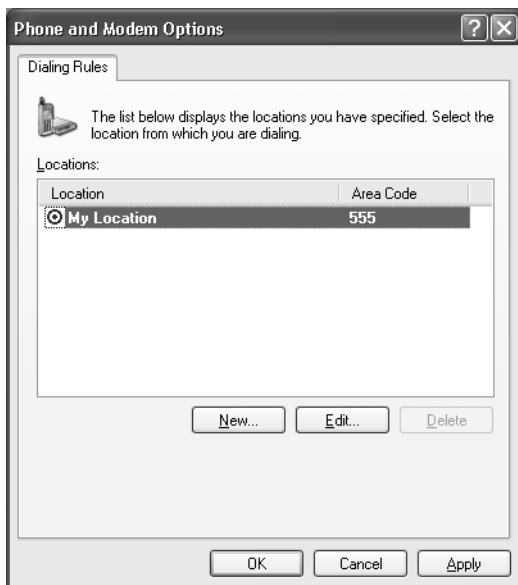 Phone and Modem Options
Dialing Rules
The list below displays the locations you have specified. Select the
location from which you are dialing.
Locations:
Location Area Code
My Location 555
New... Edit... Delete
OK Cancel Apply